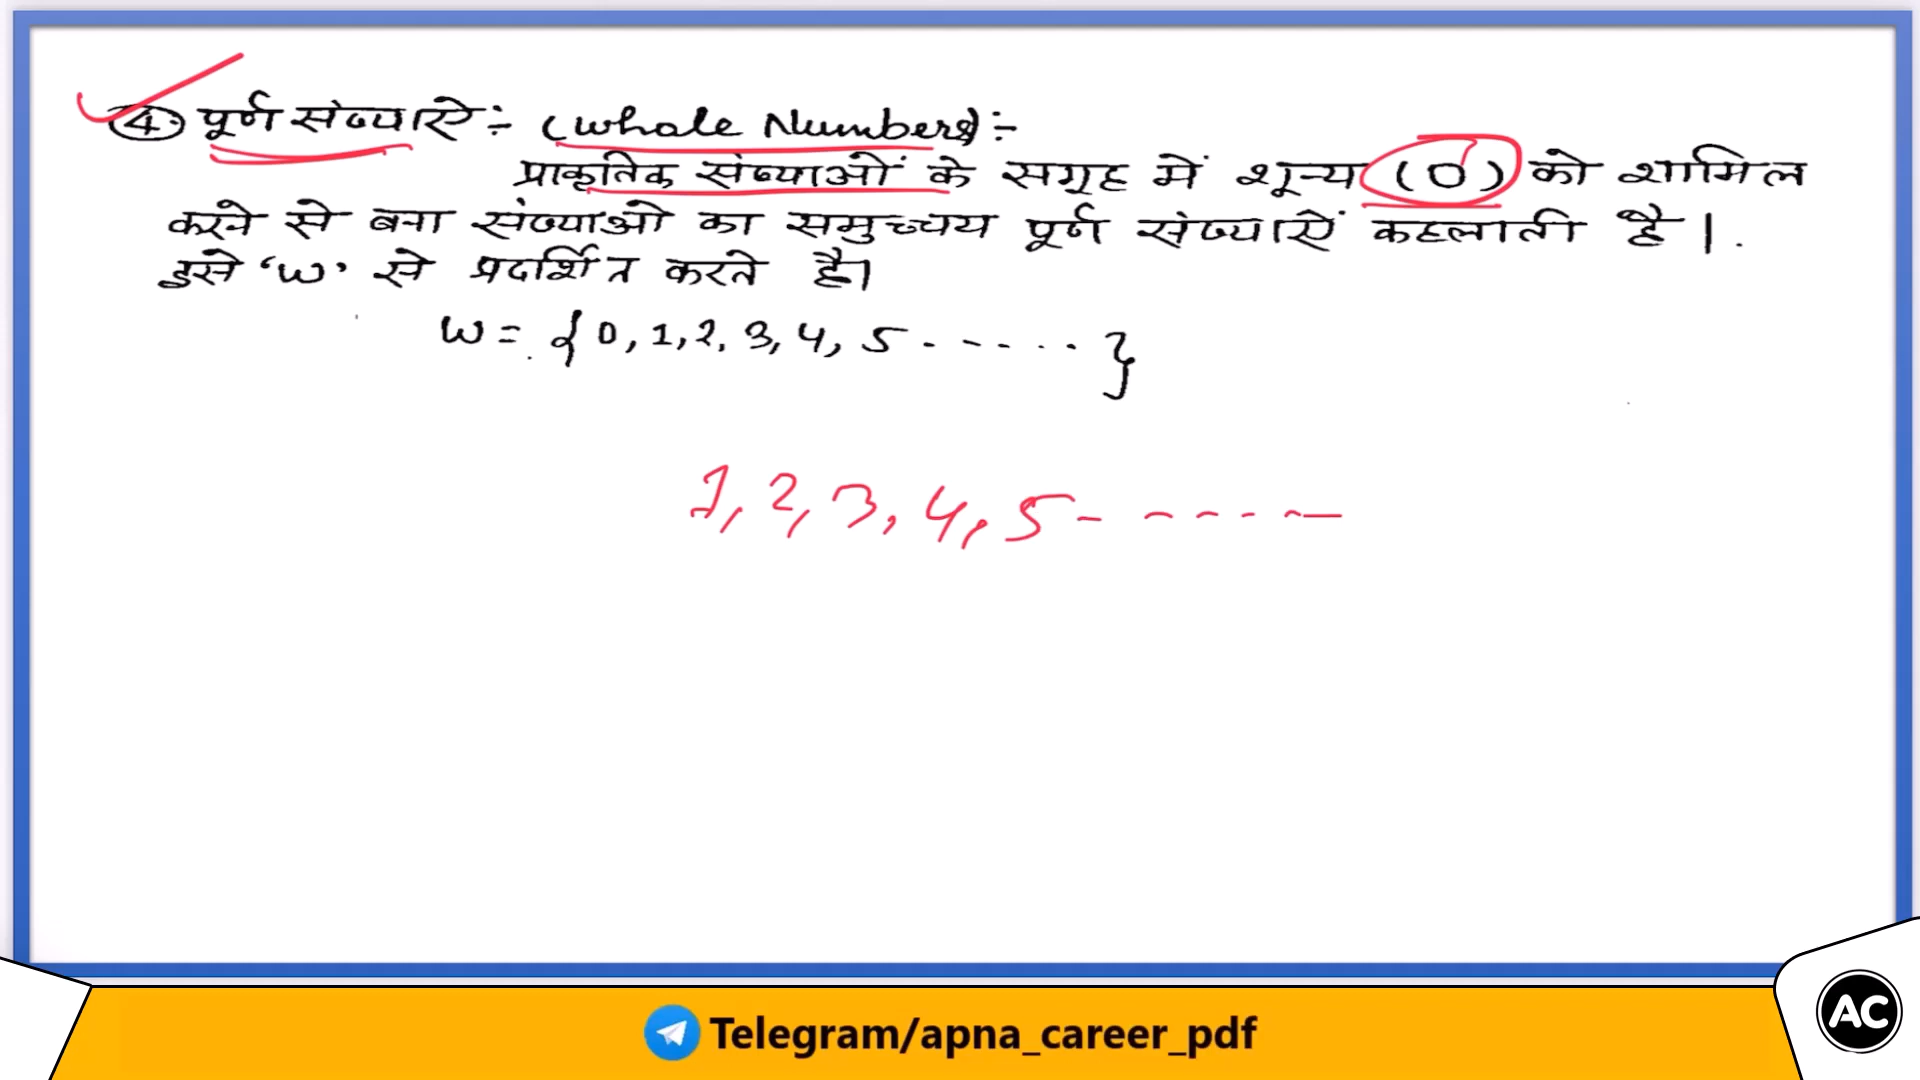 ④ पूर्ण संख्याऐ÷ (Whole Numbers)÷
प्राकृतिक संख्याओं के समूह में शून्य (0) को शामिल
करने से बना संख्याओ का समुच्चय पूर्ण संख्याऐं कहलाती है।
इसे 'W' से प्रदर्शित करते है।
W = { 0, 1, 2, 3, 4, 5 ------ }
1, 2, 3, 4, 5 ------
Telegram/apna_career_pdf
AC